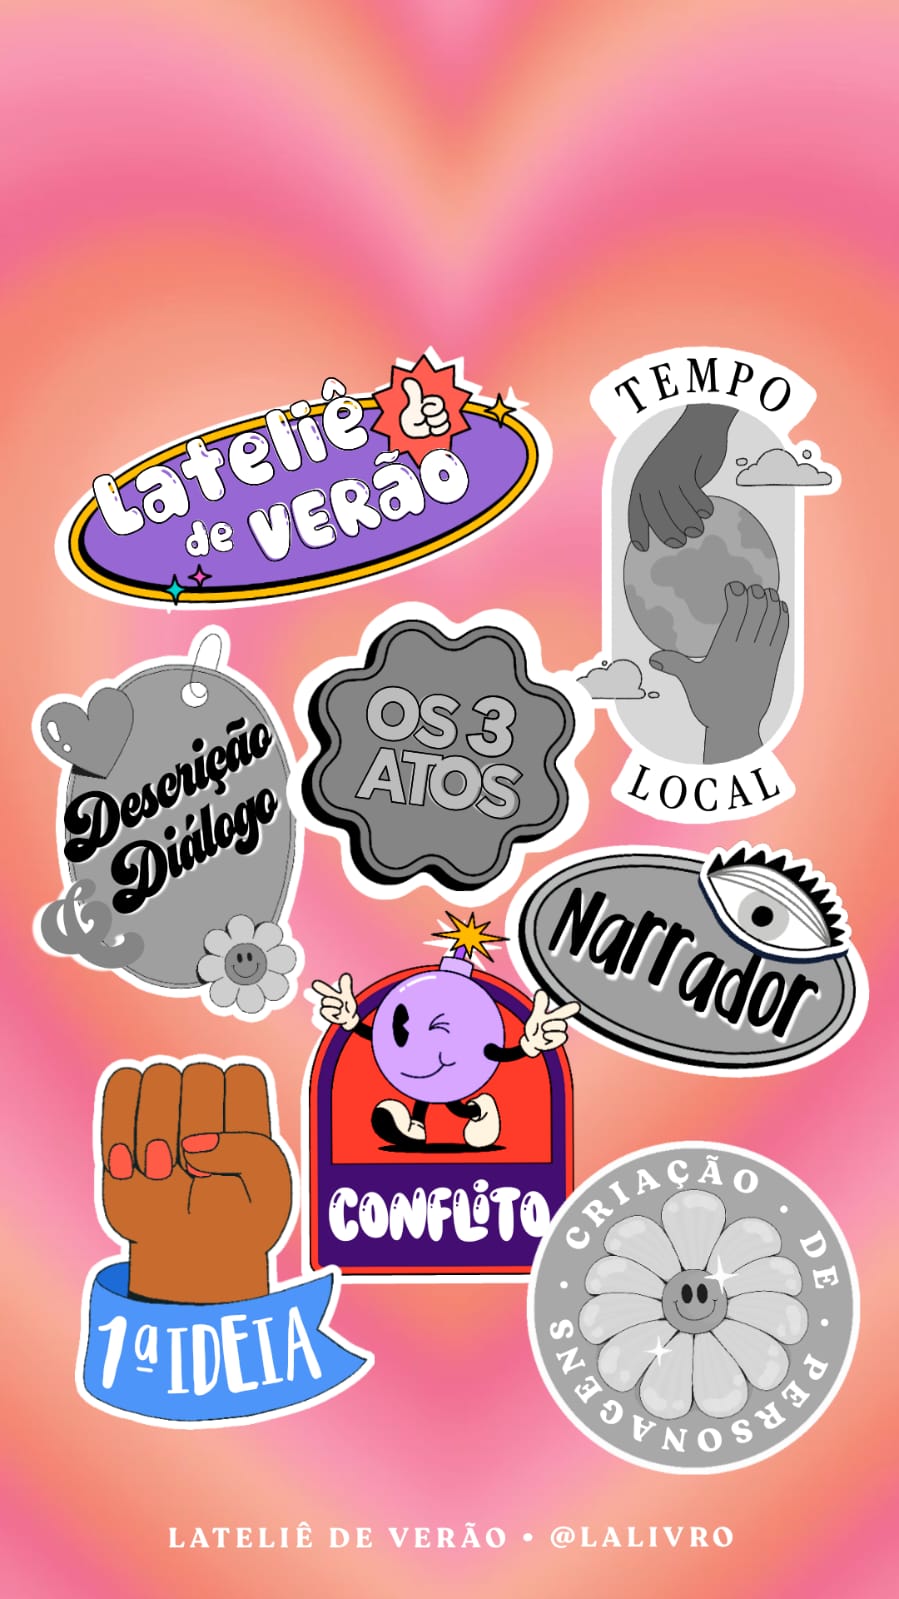 Lateliê
de VERÃO
TEMPO
LOCAL
Descrição
Diálogo
&
OS 3
ATOS
Narrador
CONFLITO
1ª IDEIA
CRIAÇÃO · DE · PERSONAGENS ·
LATELIÊ DE VERÃO • @LALIVRO